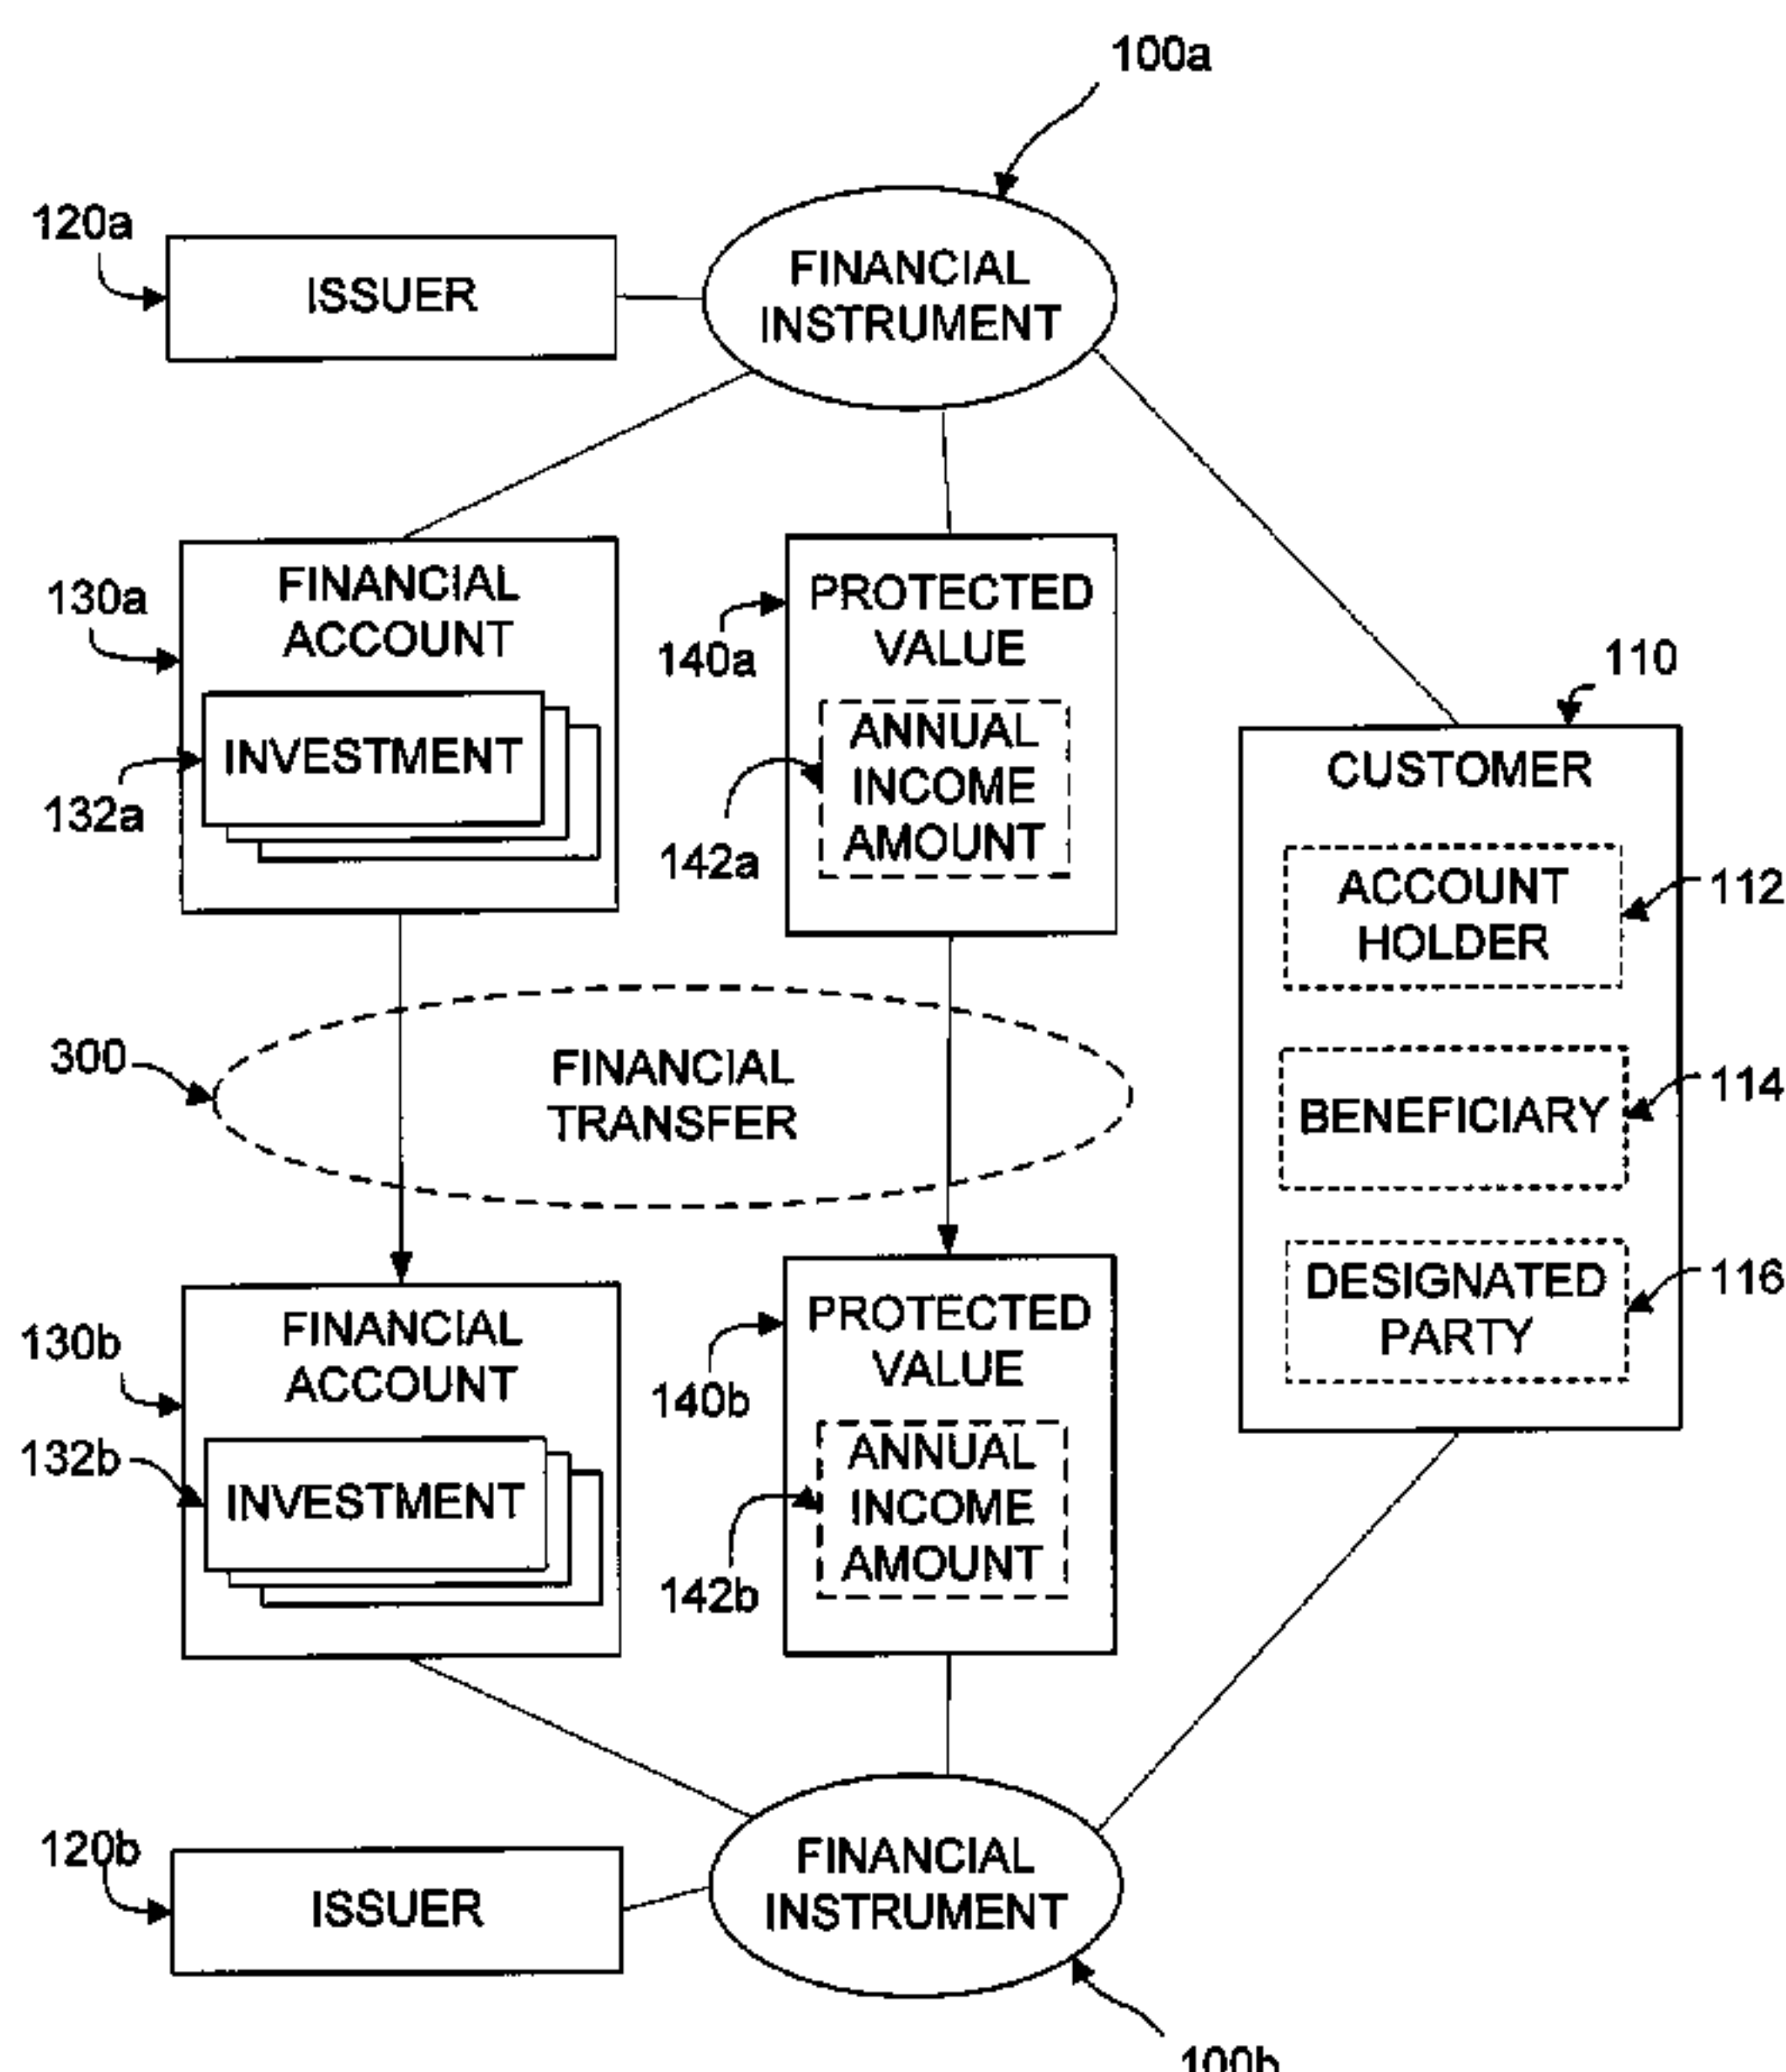 100a
120a
ISSUER
FINANCIAL
INSTRUMENT
130a
FINANCIAL
ACCOUNT
132a
INVESTMENT
140a
PROTECTED
VALUE
142a
ANNUAL
INCOME
AMOUNT
110
CUSTOMER
ACCOUNT
HOLDER
112
BENEFICIARY
114
DESIGNATED
PARTY
116
300
FINANCIAL
TRANSFER
130b
FINANCIAL
ACCOUNT
132b
INVESTMENT
140b
PROTECTED
VALUE
142b
ANNUAL
INCOME
AMOUNT
120b
ISSUER
FINANCIAL
INSTRUMENT
100b